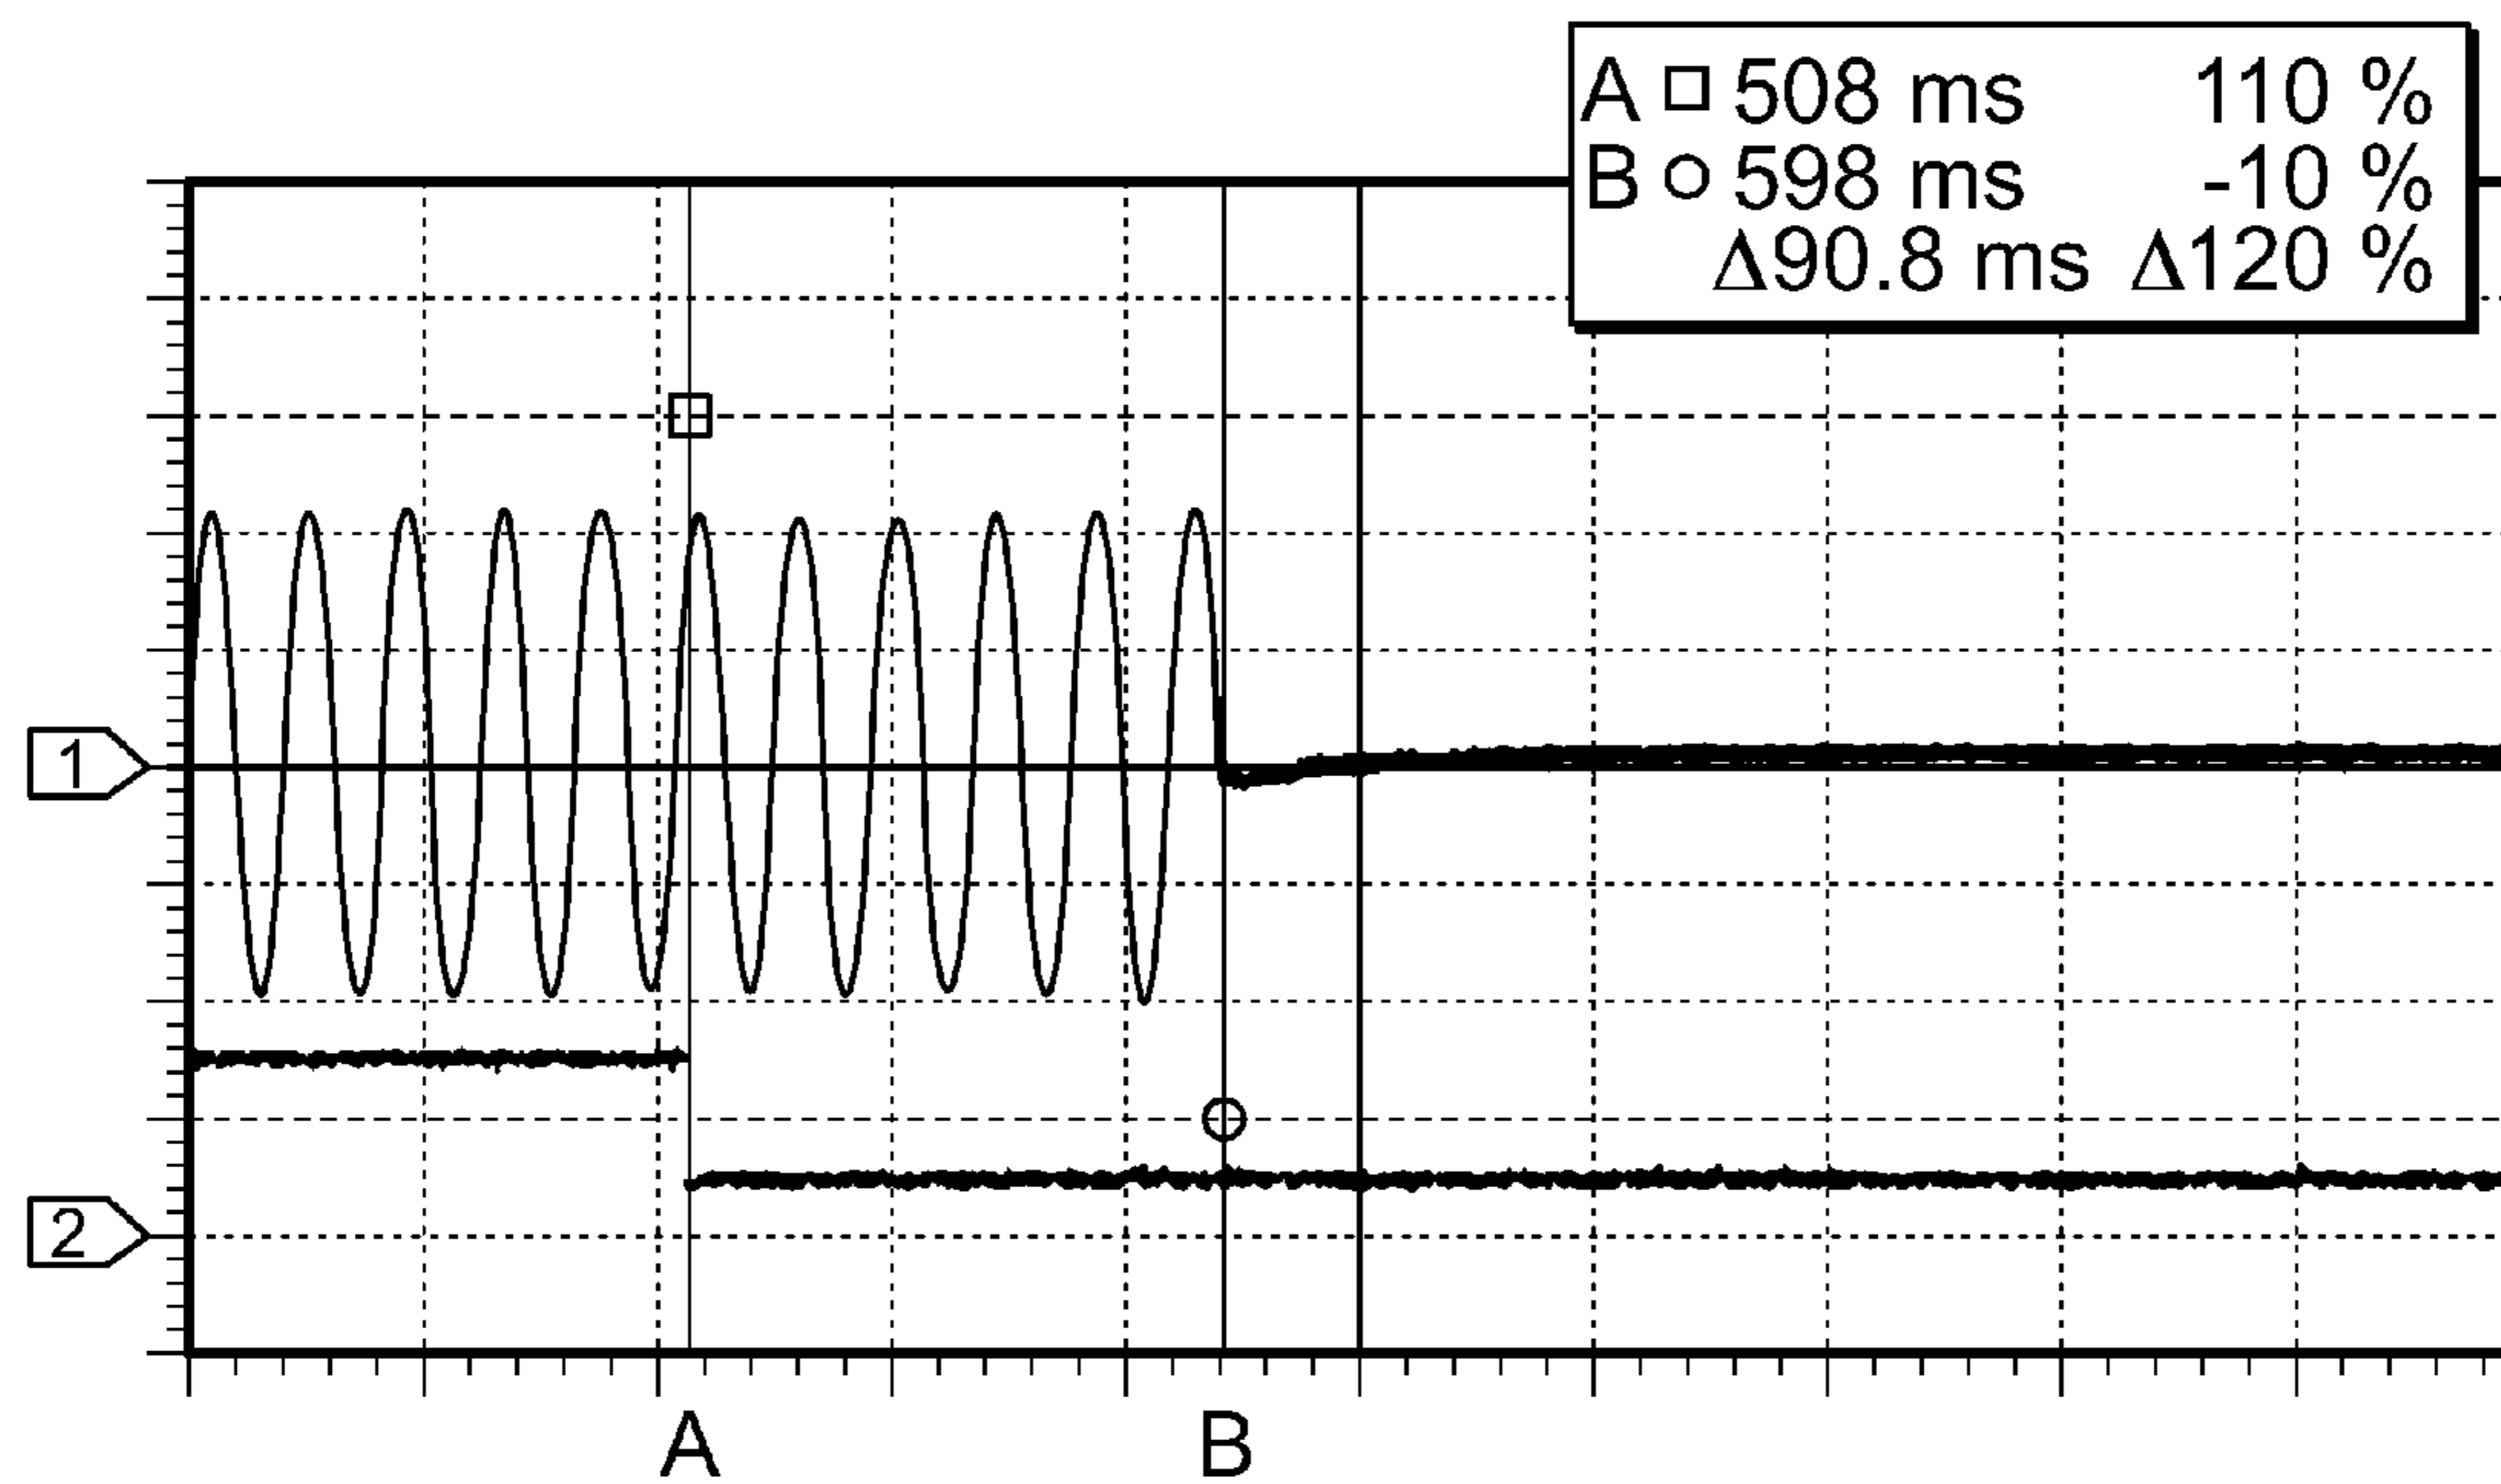 A □ 508 ms 110 %
B ○ 598 ms -10 %
Δ90.8 ms Δ120 %
1
2
A B